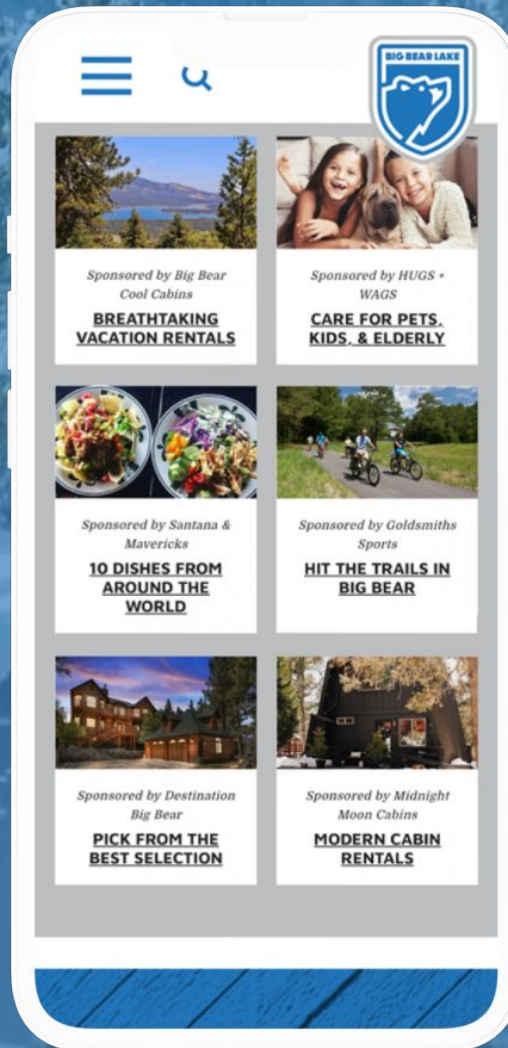 BIG BEAR LAKE
Sponsored by Big Bear
Cool Cabins
BREATHTAKING
VACATION RENTALS
Sponsored by HUGS +
WAGS
CARE FOR PETS,
KIDS, & ELDERLY
Sponsored by Santana &
Mavericks
10 DISHES FROM
AROUND THE
WORLD
Sponsored by Goldsmiths
Sports
HIT THE TRAILS IN
BIG BEAR
Sponsored by Destination
Big Bear
PICK FROM THE
BEST SELECTION
Sponsored by Midnight
Moon Cabins
MODERN CABIN
RENTALS